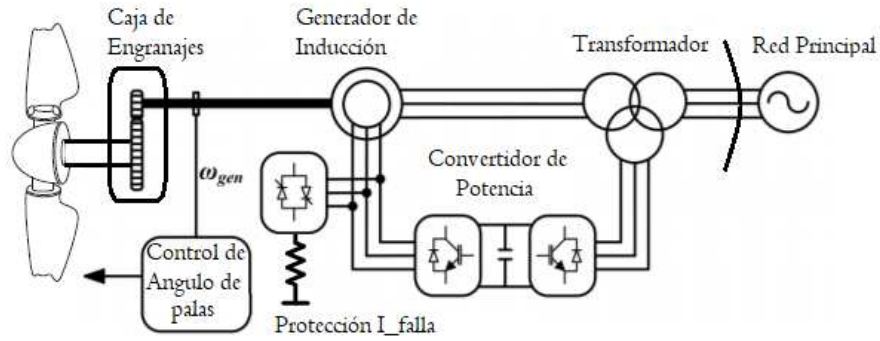 Caja de
Engranajes
Generador de
Inducción
Transformador
Red Principal
ω_gen
Convertidor de
Potencia
Control de
Angulo de
palas
Protección I_falla